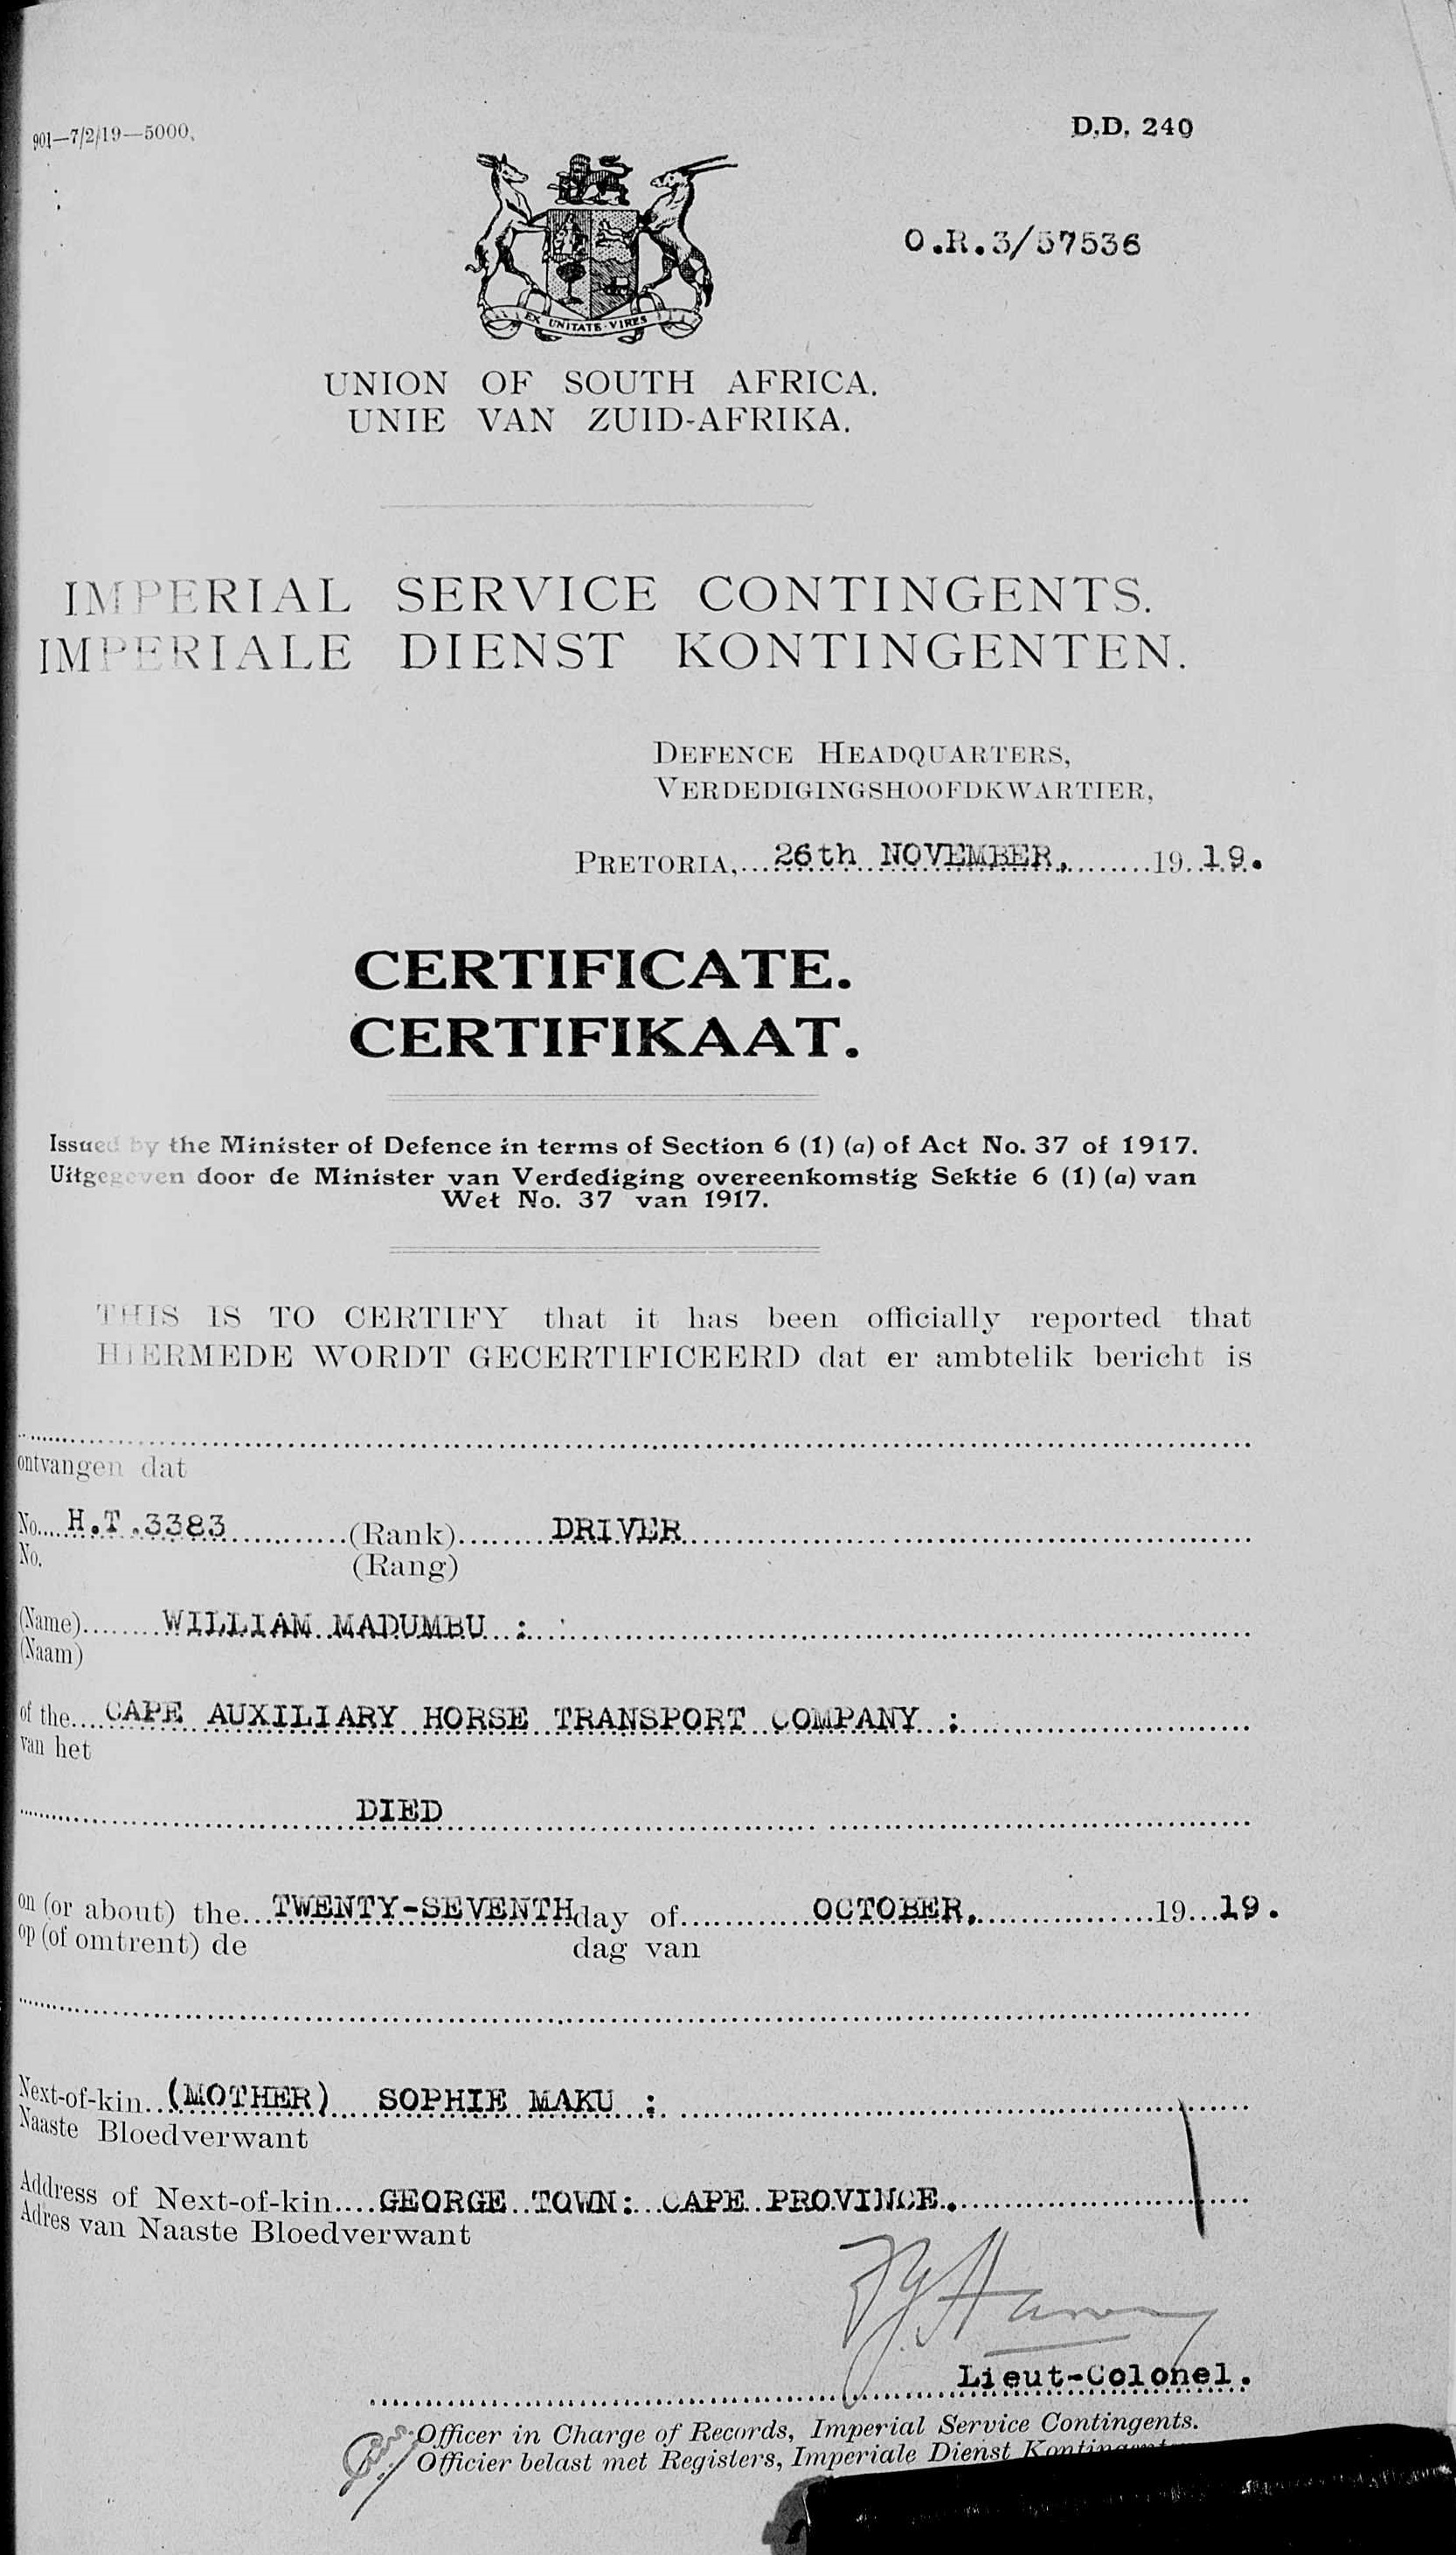 901—7/2/19—5000.
D.D. 240
O.R.3/57536
EX UNITATE VIRES
UNION OF SOUTH AFRICA.
UNIE VAN ZUID-AFRIKA.
IMPERIAL SERVICE CONTINGENTS.
IMPERIALE DIENST KONTINGENTEN.
DEFENCE HEADQUARTERS,
VERDEDIGINGSHOOFDKWARTIER,
PRETORIA, 26th NOVEMBER, 19 19.
CERTIFICATE.
CERTIFIKAAT.
Issued by the Minister of Defence in terms of Section 6 (1) (a) of Act No. 37 of 1917.
Uitgegeven door de Minister van Verdediging overeenkomstig Sektie 6 (1) (a) van
Wet No. 37 van 1917.
THIS IS TO CERTIFY that it has been officially reported that
HIERMEDE WORDT GECERTIFICEERD dat er ambtelik bericht is
ontvangen dat
No. H.T.3383 (Rank) DRIVER
No. (Rang)
(Name) WILLIAM MADUMBU :
(Naam)
of the CAPE AUXILIARY HORSE TRANSPORT COMPANY :
van het
DIED
on (or about) the TWENTY-SEVENTH day of OCTOBER, 19 19.
op (of omtrent) de dag van
Next-of-kin (MOTHER) SOPHIE MAKU :
Naaste Bloedverwant
Address of Next-of-kin GEORGE TOWN: CAPE PROVINCE.
Adres van Naaste Bloedverwant
Lieut-Colonel.
Officer in Charge of Records, Imperial Service Contingents.
Officier belast met Registers, Imperiale Dienst